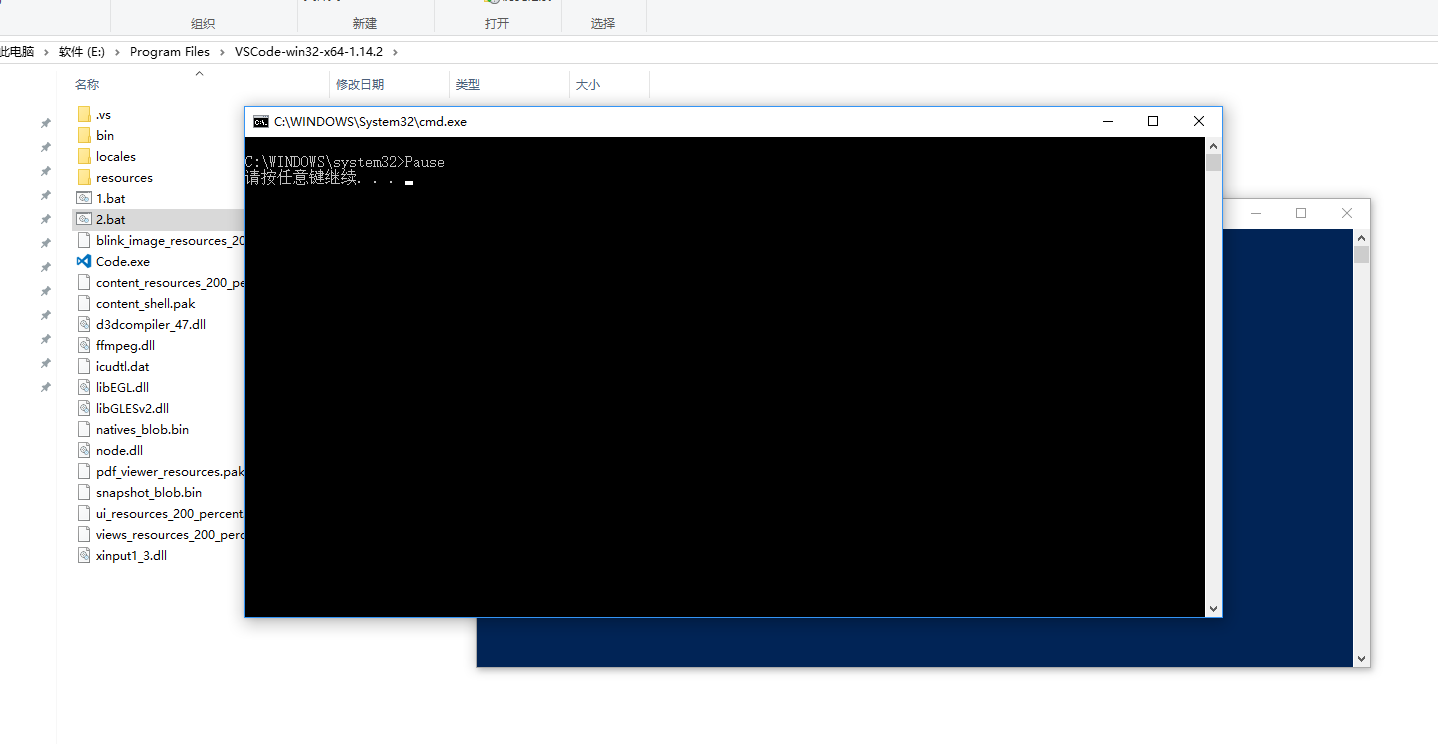 组织 新建 打开 选择
此电脑 > 软件 (E:) > Program Files > VSCode-win32-x64-1.14.2 >
名称 修改日期 类型 大小
.vs
bin
locales
resources
1.bat
2.bat
blink_image_resources_20
Code.exe
content_resources_200_pe
content_shell.pak
d3dcompiler_47.dll
ffmpeg.dll
icudtl.dat
libEGL.dll
libGLESv2.dll
natives_blob.bin
node.dll
pdf_viewer_resources.pak
snapshot_blob.bin
ui_resources_200_percent
views_resources_200_perc
xinput1_3.dll
C:\WINDOWS\System32\cmd.exe
C:\WINDOWS\system32>Pause
请按任意键继续. . .